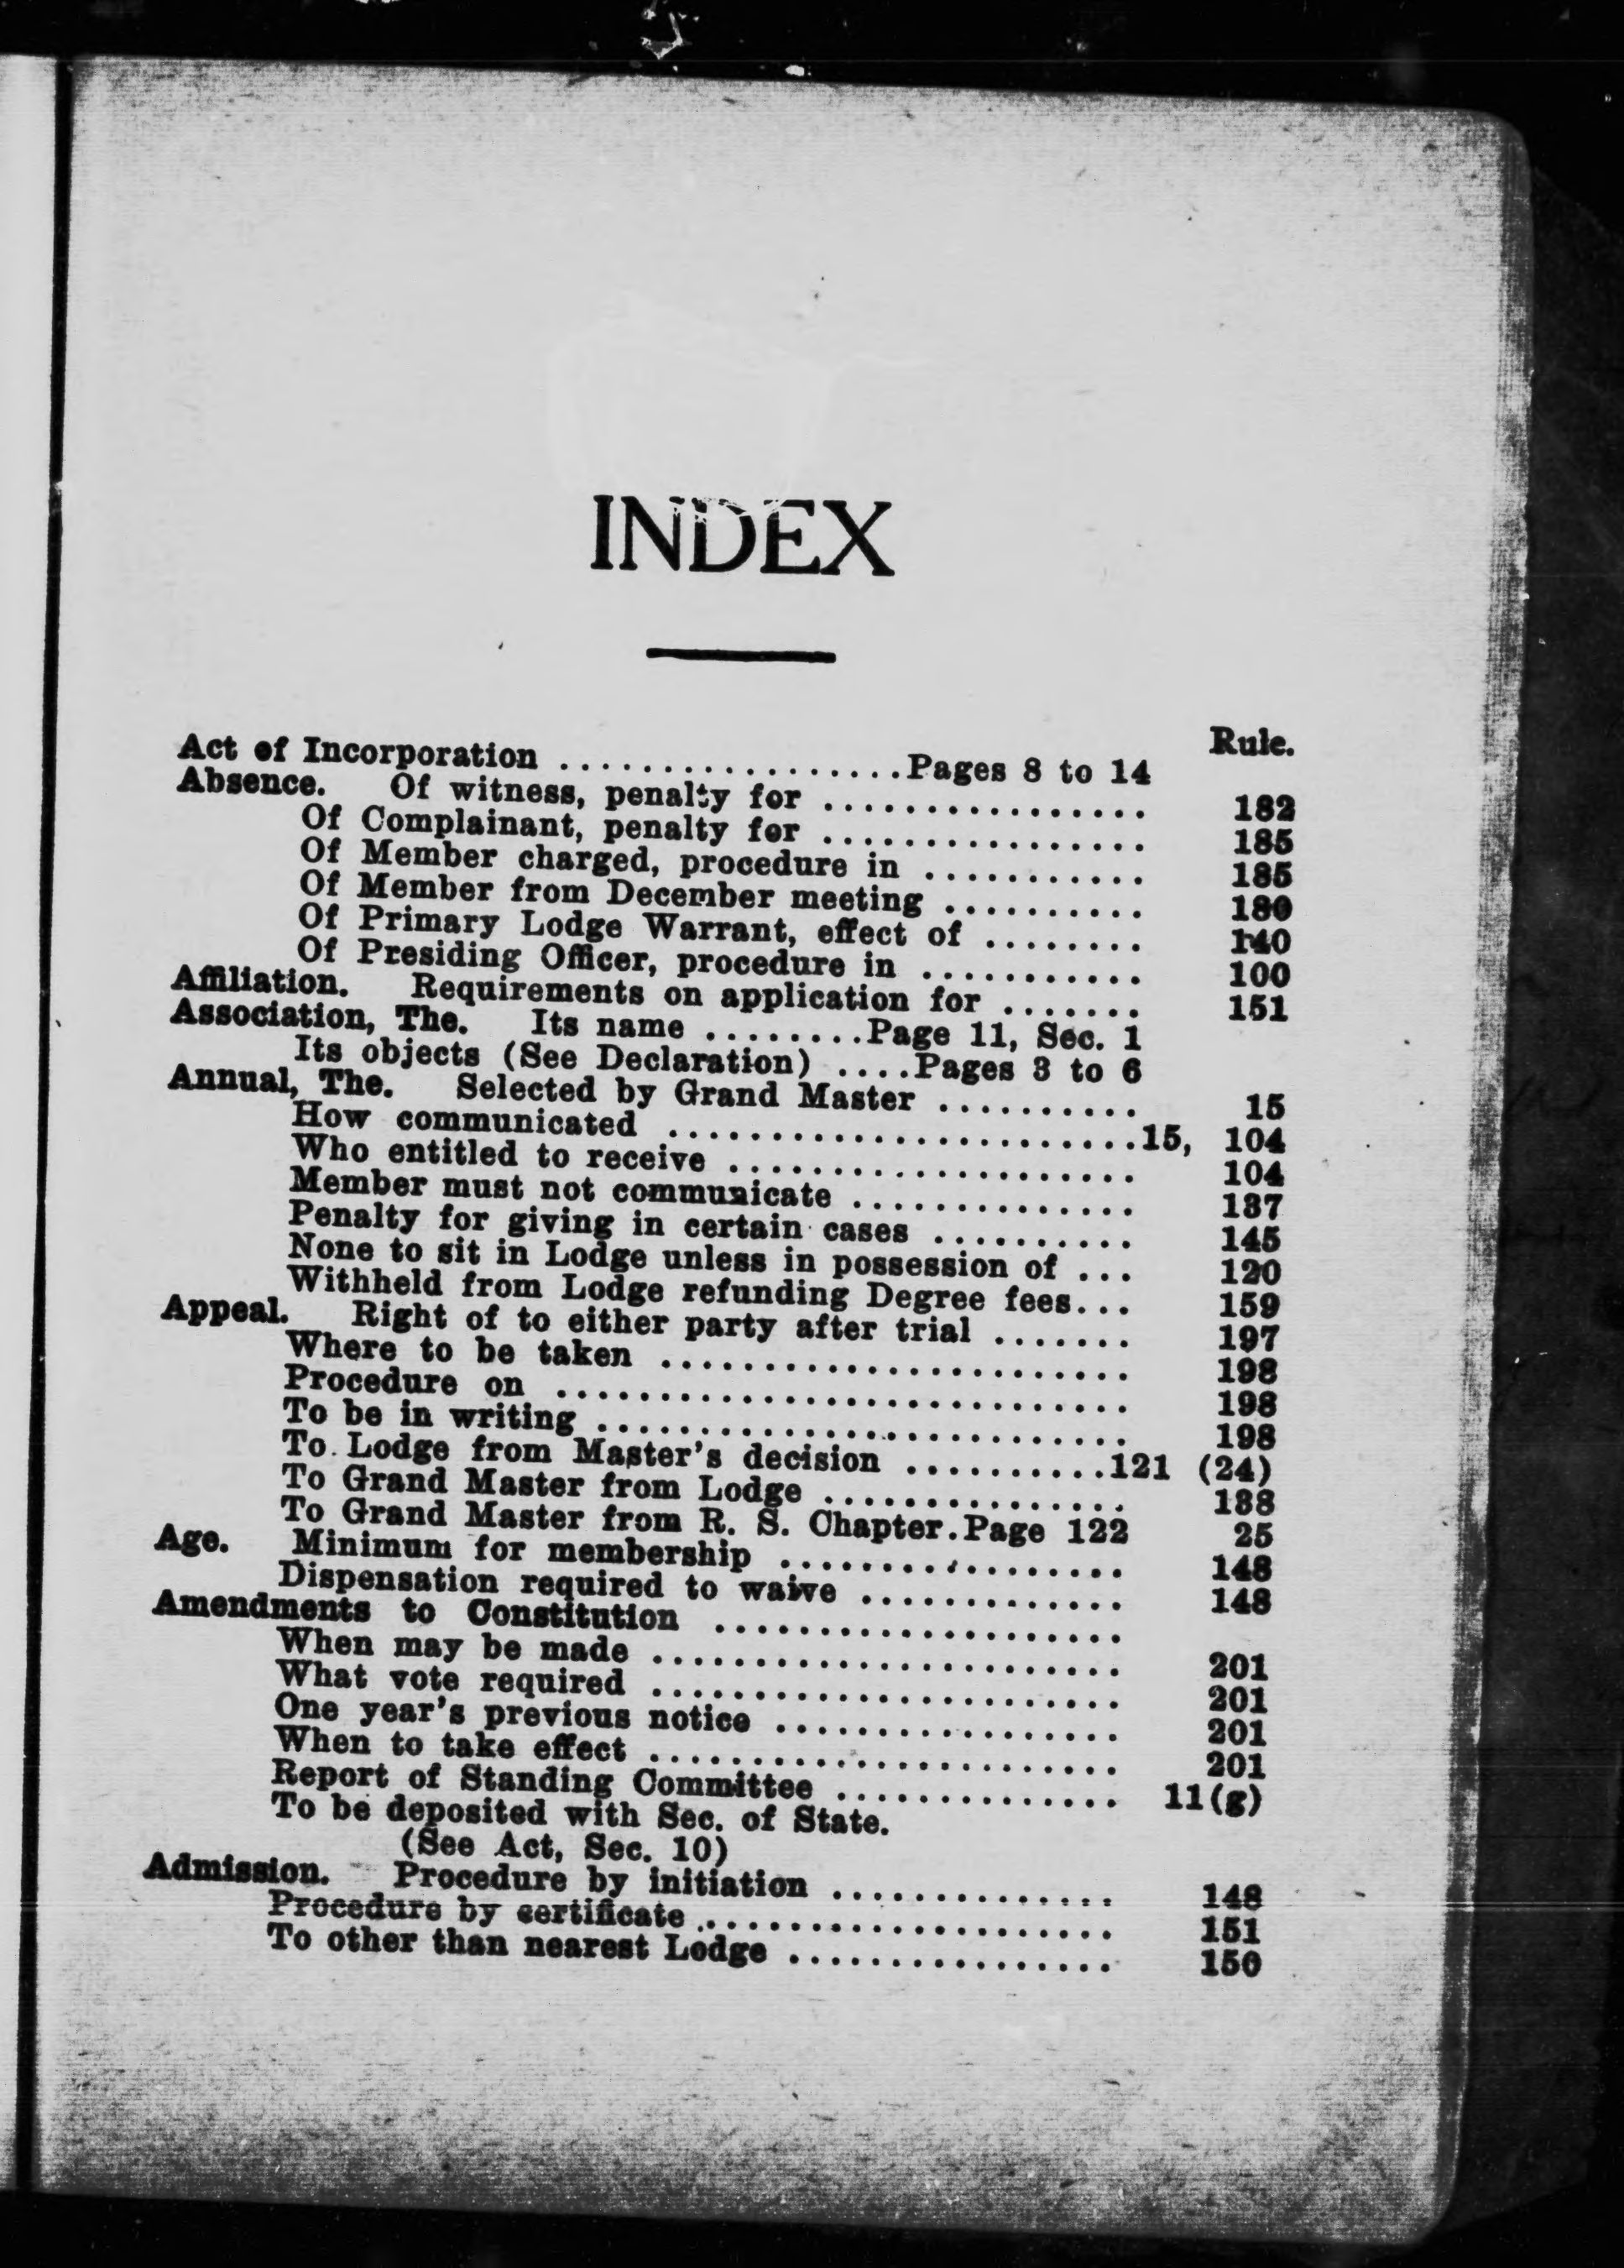 INDEX
Rule.
Act of Incorporation ..................Pages 8 to 14
Absence. Of witness, penalty for ................ 182
Of Complainant, penalty for ................ 185
Of Member charged, procedure in ........... 185
Of Member from December meeting .......... 180
Of Primary Lodge Warrant, effect of ........ 140
Of Presiding Officer, procedure in ........... 100
Affiliation. Requirements on application for ....... 151
Association, The. Its name ........Page 11, Sec. 1
Its objects (See Declaration) ....Pages 3 to 6
Annual, The. Selected by Grand Master .......... 15
How communicated .......................15, 104
Who entitled to receive .................... 104
Member must not communicate .............. 137
Penalty for giving in certain cases .......... 145
None to sit in Lodge unless in possession of ... 120
Withheld from Lodge refunding Degree fees... 159
Appeal. Right of to either party after trial ....... 197
Where to be taken ....................... 198
Procedure on ............................ 198
To be in writing .......................... 198
To Lodge from Master's decision ..........121 (24)
To Grand Master from Lodge ............... 188
To Grand Master from R. S. Chapter.Page 122 25
Age. Minimum for membership ................. 148
Dispensation required to waive ............. 148
Amendments to Constitution ....................
When may be made ....................... 201
What vote required ....................... 201
One year's previous notice ................. 201
When to take effect ....................... 201
Report of Standing Committee .............. 11(g)
To be deposited with Sec. of State.
(See Act, Sec. 10)
Admission. Procedure by initiation .............. 148
Procedure by certificate .................... 151
To other than nearest Lodge ................ 150